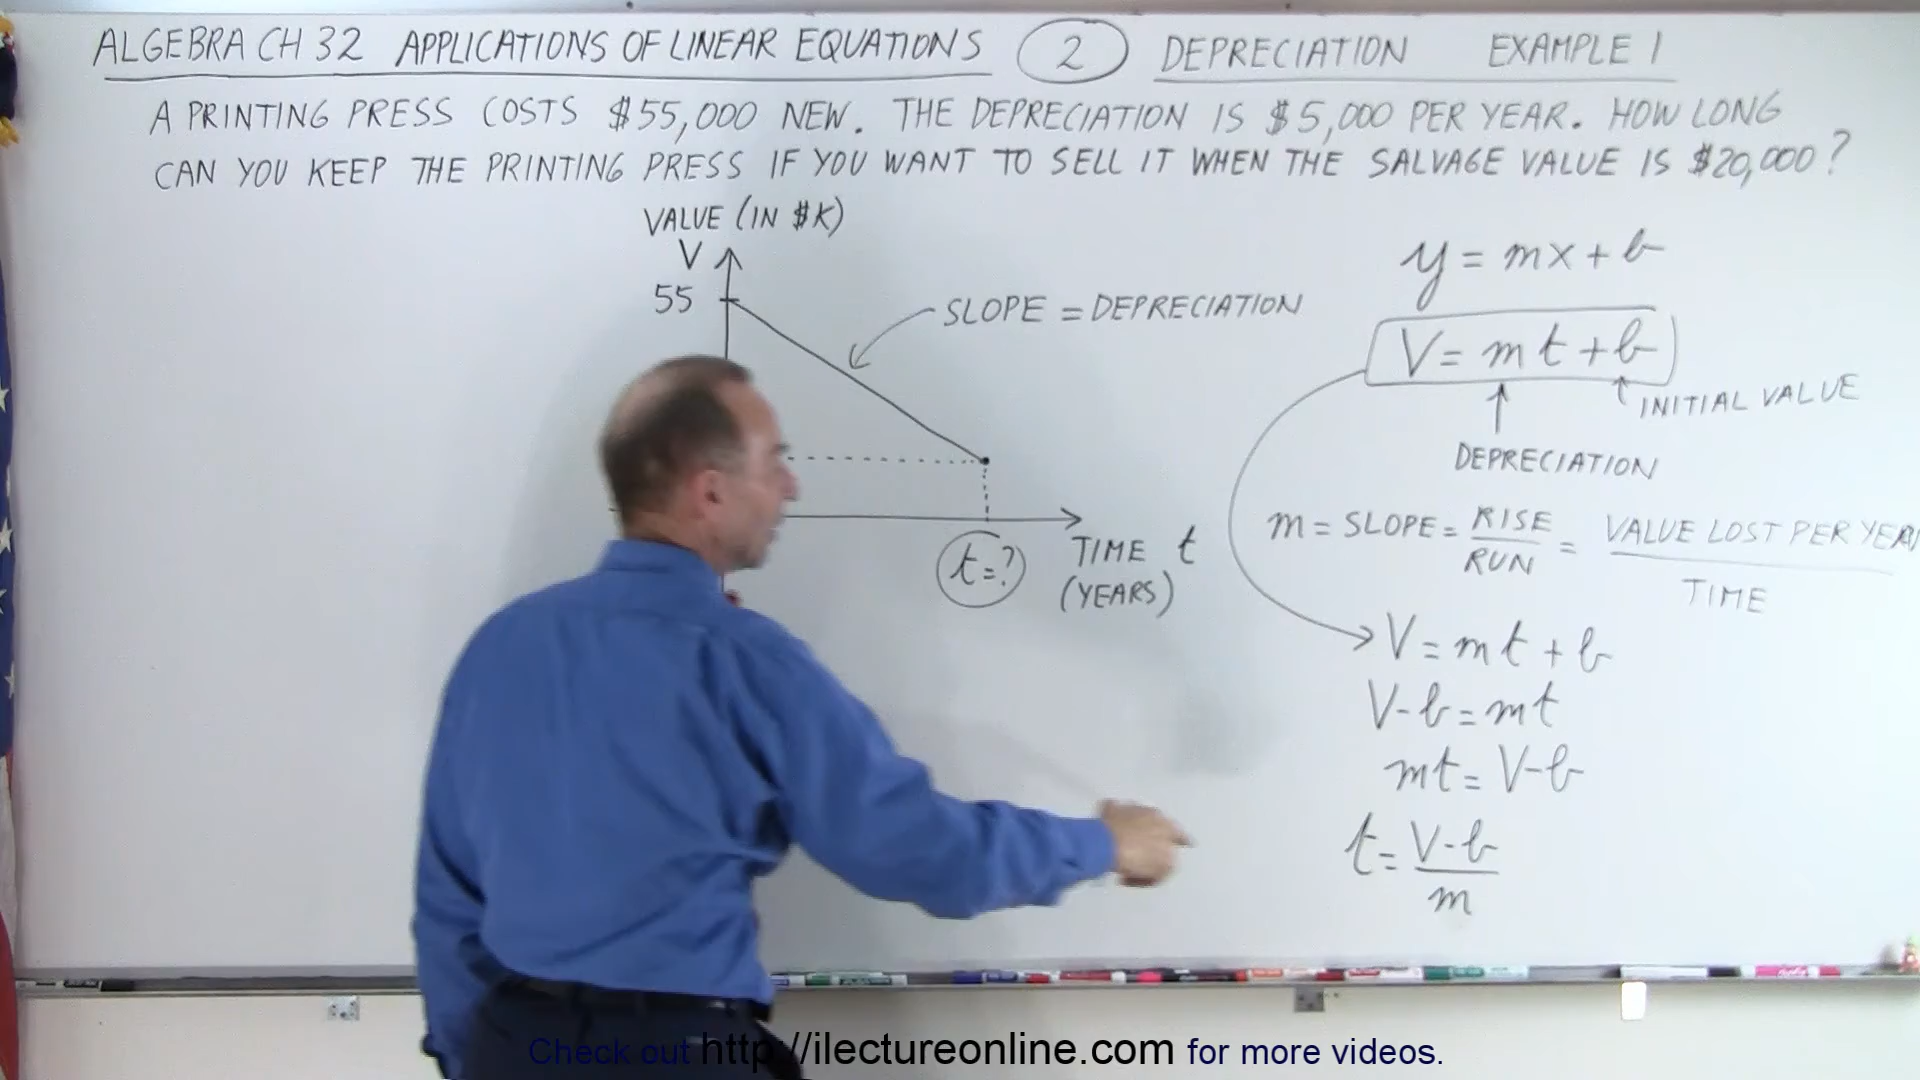 ALGEBRA CH 32 APPLICATIONS OF LINEAR EQUATIONS 2 DEPRECIATION EXAMPLE 1
A PRINTING PRESS COSTS $55,000 NEW. THE DEPRECIATION IS $5,000 PER YEAR. HOW LONG
CAN YOU KEEP THE PRINTING PRESS IF YOU WANT TO SELL IT WHEN THE SALVAGE VALUE IS $20,000?
VALUE (IN $K)
V
55
SLOPE = DEPRECIATION
t=?
TIME t
(YEARS)
y = mx + b
V = mt + b
INITIAL VALUE
DEPRECIATION
m = SLOPE = RISE/RUN = VALUE LOST PER YEAR/TIME
V = mt + b
V-b = mt
mt = V-b
t = V-b/m
Check out http://ilectureonline.com for more videos.